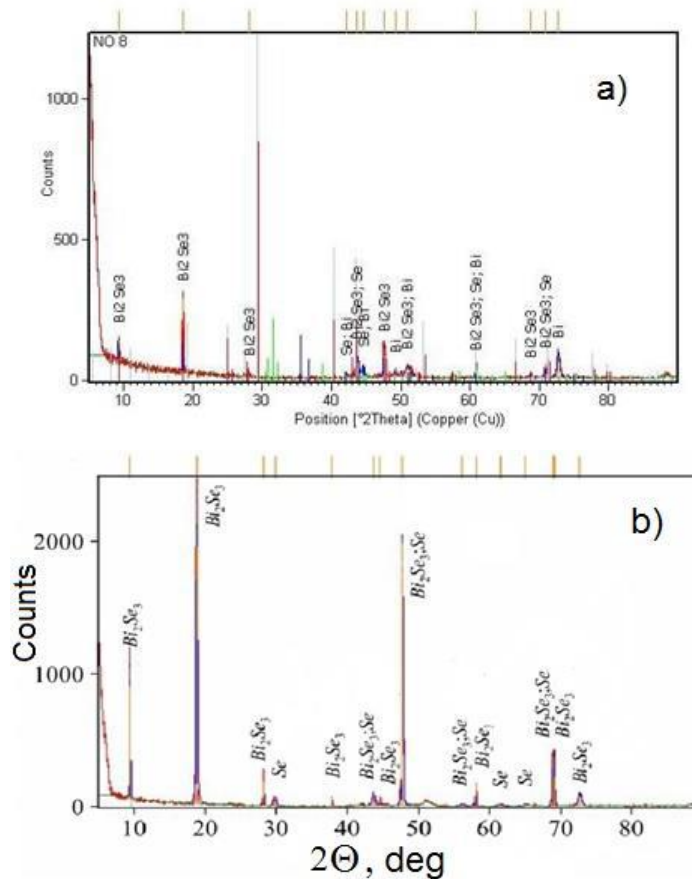 NO 8
a)
1000
500
0
Counts
Bi2 Se3
Bi2 Se3
Bi2 Se3
Se; Bi
Bi2 Se3; Se
Se; Bi
Bi2 Se3
Bi
Bi2 Se3; Bi
Bi2 Se3; Se; Bi
Bi2 Se3
Bi2 Se3; Se
Bi
10 20 30 40 50 60 70 80
Position [°2Theta] (Copper (Cu))
b)
2000
1000
0
Counts
Bi₂Se₃
Bi₂Se₃
Bi₂Se₃
Se
Bi₂Se₃
Bi₂Se₃;Se
Bi₂Se₃
Bi₂Se₃;Se
Bi₂Se₃;Se
Bi₂Se₃
Se
Se
Bi₂Se₃;Se
Bi₂Se₃
Bi₂Se₃
10 20 30 40 50 60 70 80
2Θ, deg